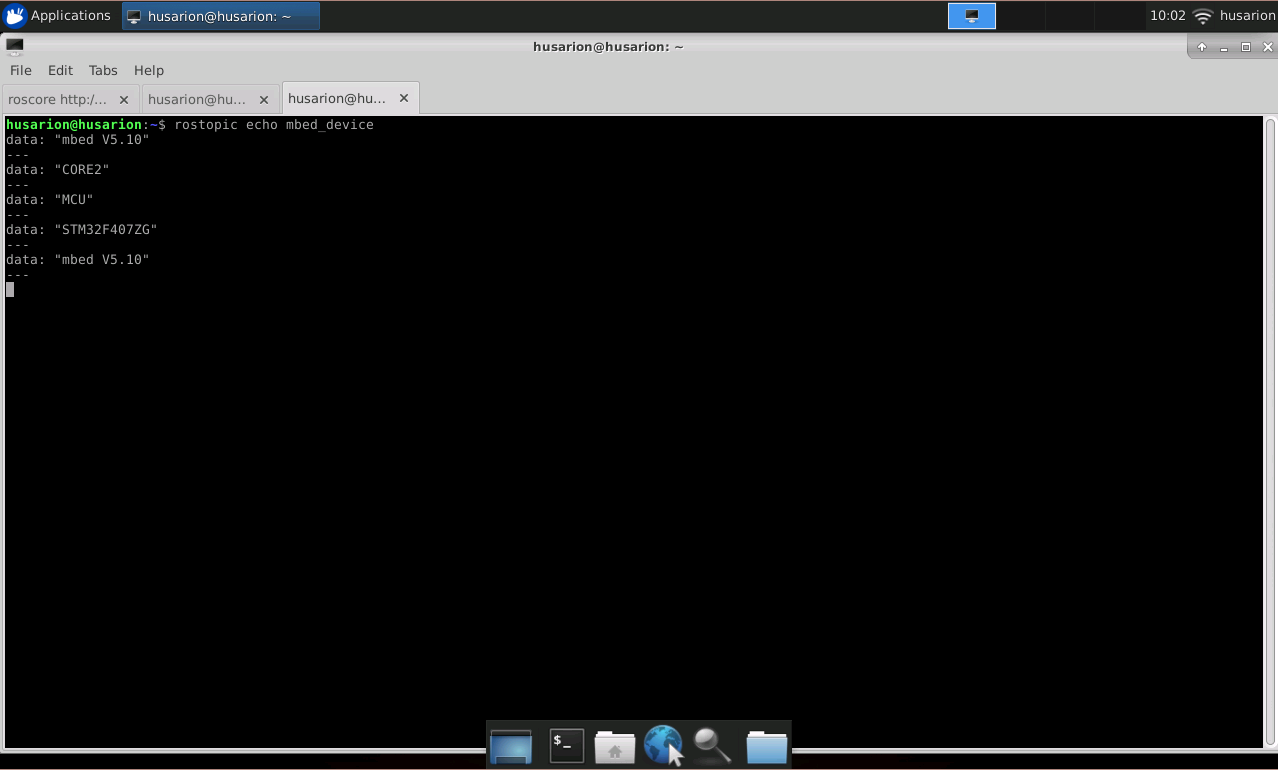 Applications husarion@husarion: ~ 10:02 husarion
husarion@husarion: ~
File Edit Tabs Help
roscore http:/... husarion@hu... husarion@hu...
husarion@husarion:~$ rostopic echo mbed_device
data: "mbed V5.10"
---
data: "CORE2"
---
data: "MCU"
---
data: "STM32F407ZG"
---
data: "mbed V5.10"
---
$_